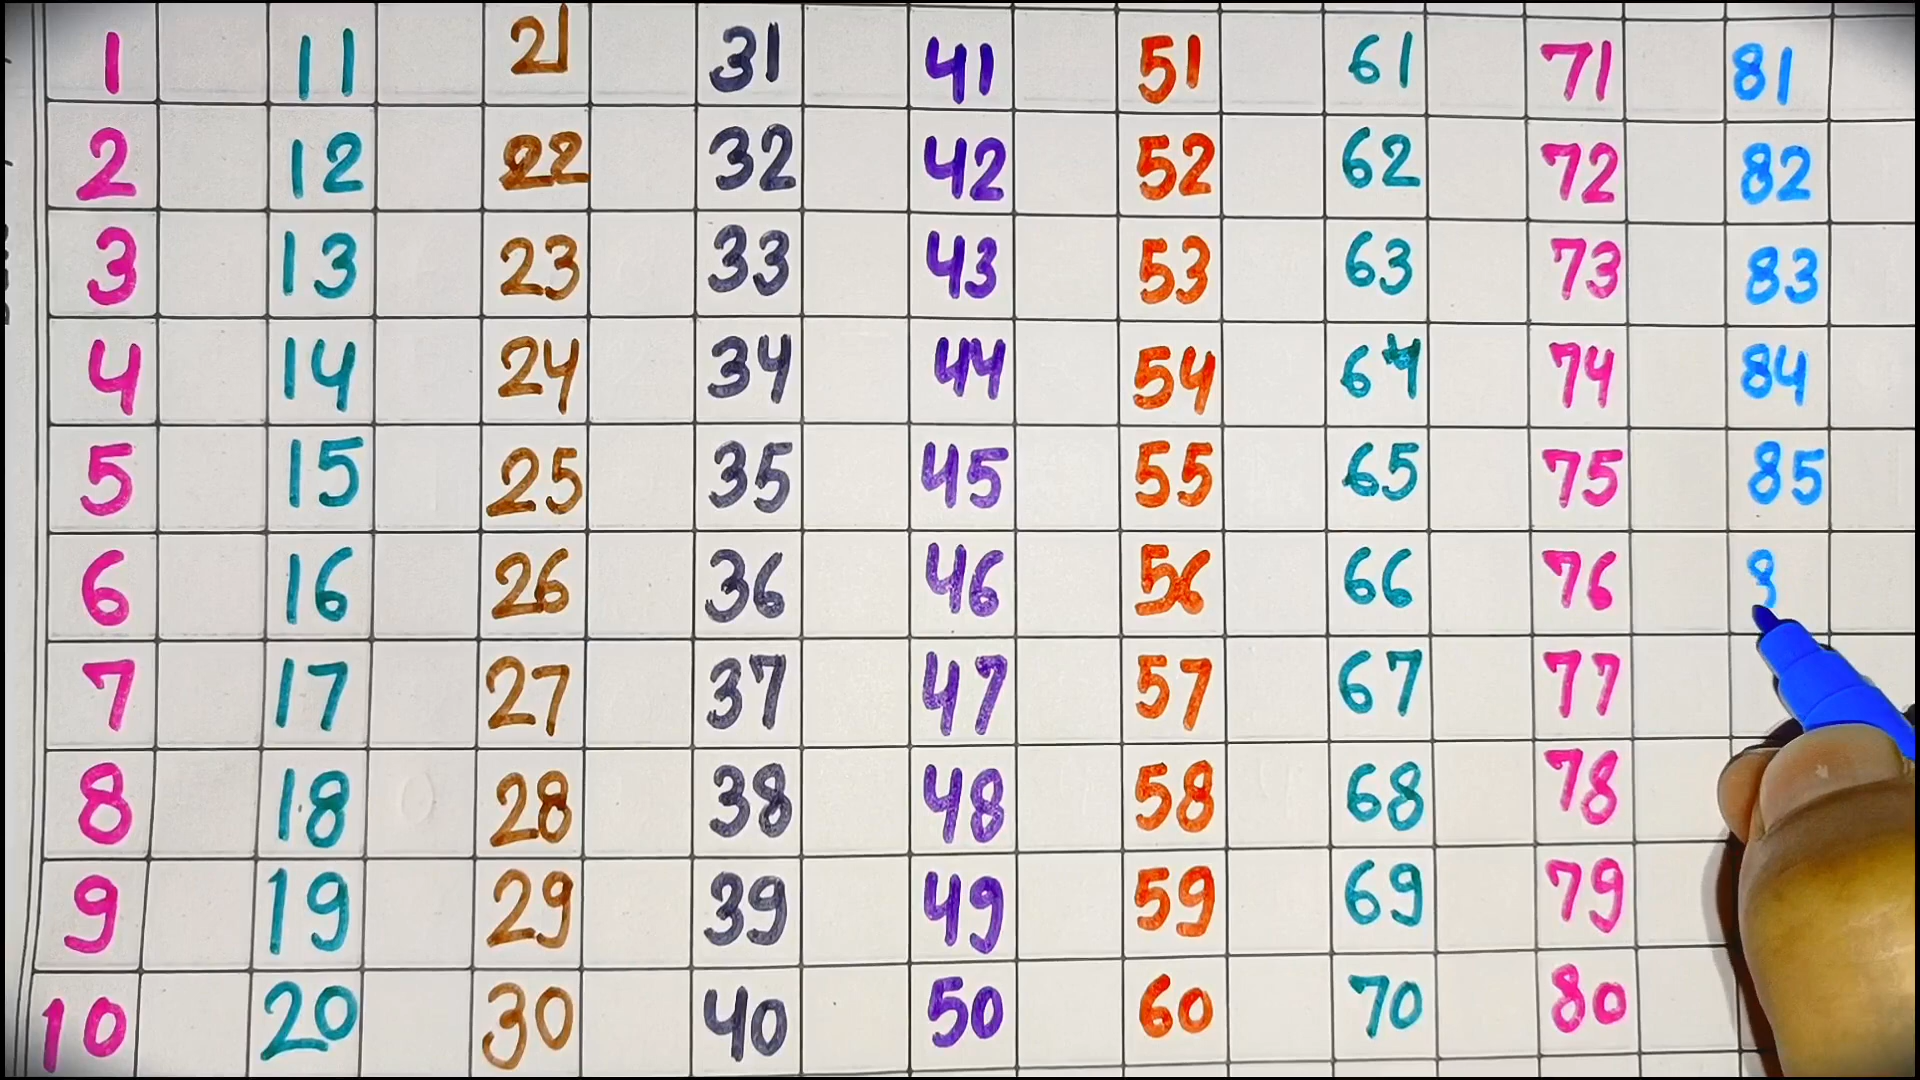 1 11 21 31 41 51 61 71 81
2 12 22 32 42 52 62 72 82
3 13 23 33 43 53 63 73 83
4 14 24 34 44 54 64 74 84
5 15 25 35 45 55 65 75 85
6 16 26 36 46 56 66 76
7 17 27 37 47 57 67 77
8 18 28 38 48 58 68 78
9 19 29 39 49 59 69 79
10 20 30 40 50 60 70 80